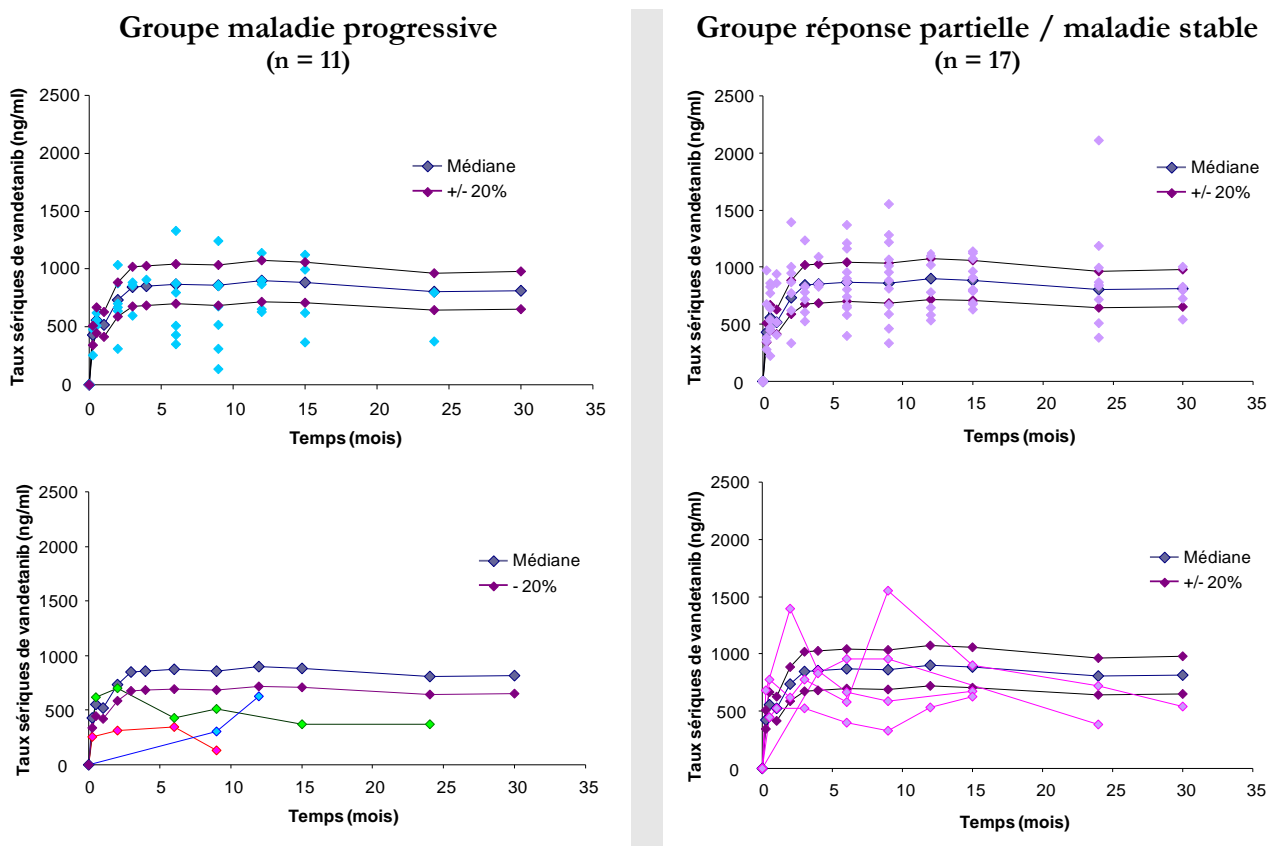 Groupe maladie progressive
(n = 11)
Taux sériques de vandetanib (ng/ml)
2500
2000
1500
1000
500
0
Médiane
+/- 20%
0 5 10 15 20 25 30 35
Temps (mois)
Taux sériques de vandetanib (ng/ml)
2500
2000
1500
1000
500
0
Médiane
- 20%
0 5 10 15 20 25 30 35
Temps (mois)
Groupe réponse partielle / maladie stable
(n = 17)
Taux sériques de vandetanib (ng/ml)
2500
2000
1500
1000
500
0
Médiane
+/- 20%
0 5 10 15 20 25 30 35
Temps (mois)
Taux sériques de vandetanib (ng/ml)
2500
2000
1500
1000
500
0
Médiane
+/- 20%
0 5 10 15 20 25 30 35
Temps (mois)